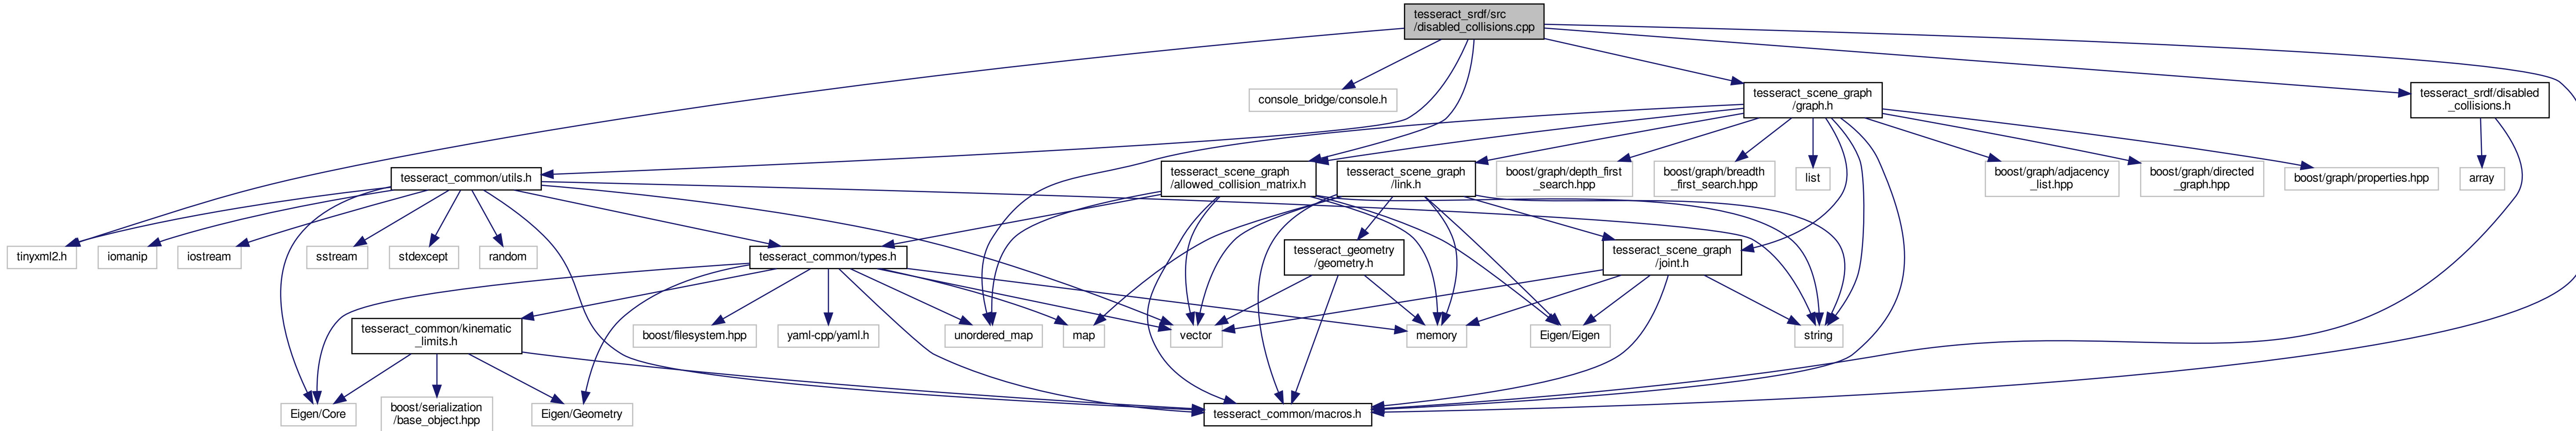 tesseract_srdf/src
/disabled_collisions.cpp
console_bridge/console.h
tesseract_scene_graph
/graph.h
tesseract_srdf/disabled
_collisions.h
tesseract_common/utils.h
tesseract_scene_graph
/allowed_collision_matrix.h
tesseract_scene_graph
/link.h
boost/graph/depth_first
_search.hpp
boost/graph/breadth
_first_search.hpp
list
boost/graph/adjacency
_list.hpp
boost/graph/directed
_graph.hpp
boost/graph/properties.hpp
array
tinyxml2.h
iomanip
iostream
sstream
stdexcept
random
tesseract_common/types.h
tesseract_geometry
/geometry.h
tesseract_scene_graph
/joint.h
tesseract_common/kinematic
_limits.h
boost/filesystem.hpp
yaml-cpp/yaml.h
unordered_map
map
vector
memory
Eigen/Eigen
string
Eigen/Core
boost/serialization
/base_object.hpp
Eigen/Geometry
tesseract_common/macros.h